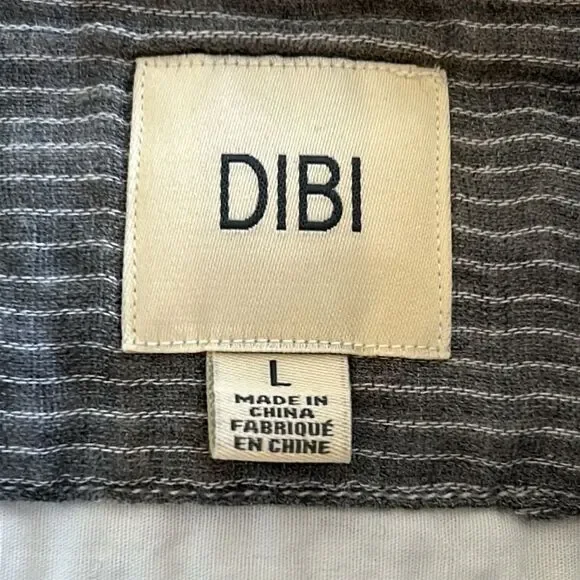 DIBI
L
MADE IN
CHINA
FABRIQUÉ
EN CHINE